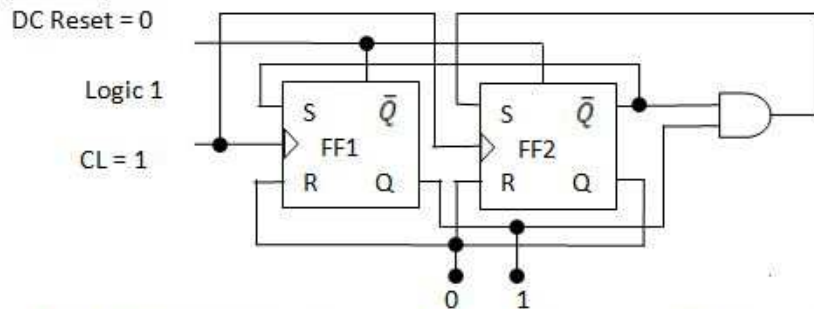 DC Reset = 0
Logic 1
CL = 1
S Q̅
FF1
R Q
S Q̅
FF2
R Q
0 1